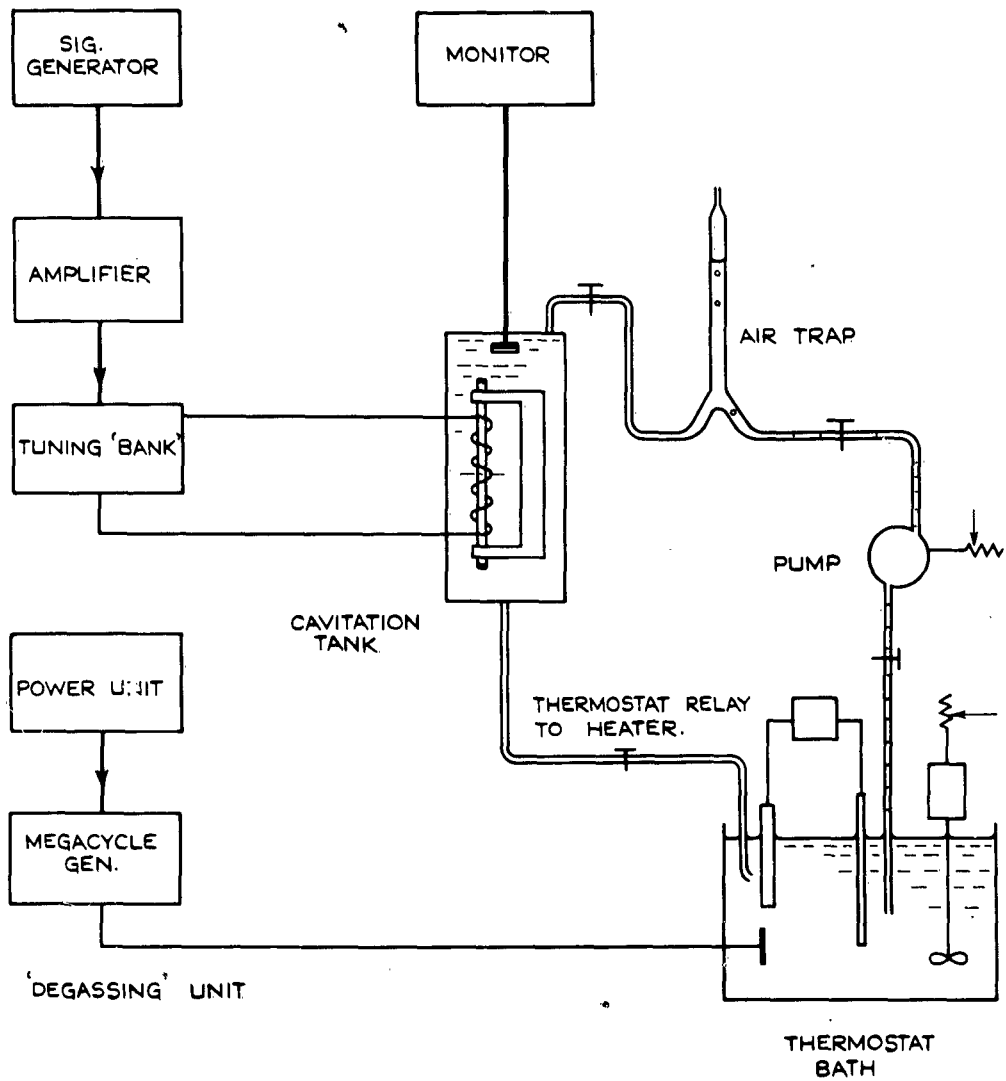 SIG.
GENERATOR
MONITOR
AMPLIFIER
AIR TRAP
TUNING 'BANK'
PUMP
CAVITATION
TANK
POWER UNIT
THERMOSTAT RELAY
TO HEATER.
MEGACYCLE
GEN.
'DEGASSING' UNIT
THERMOSTAT
BATH